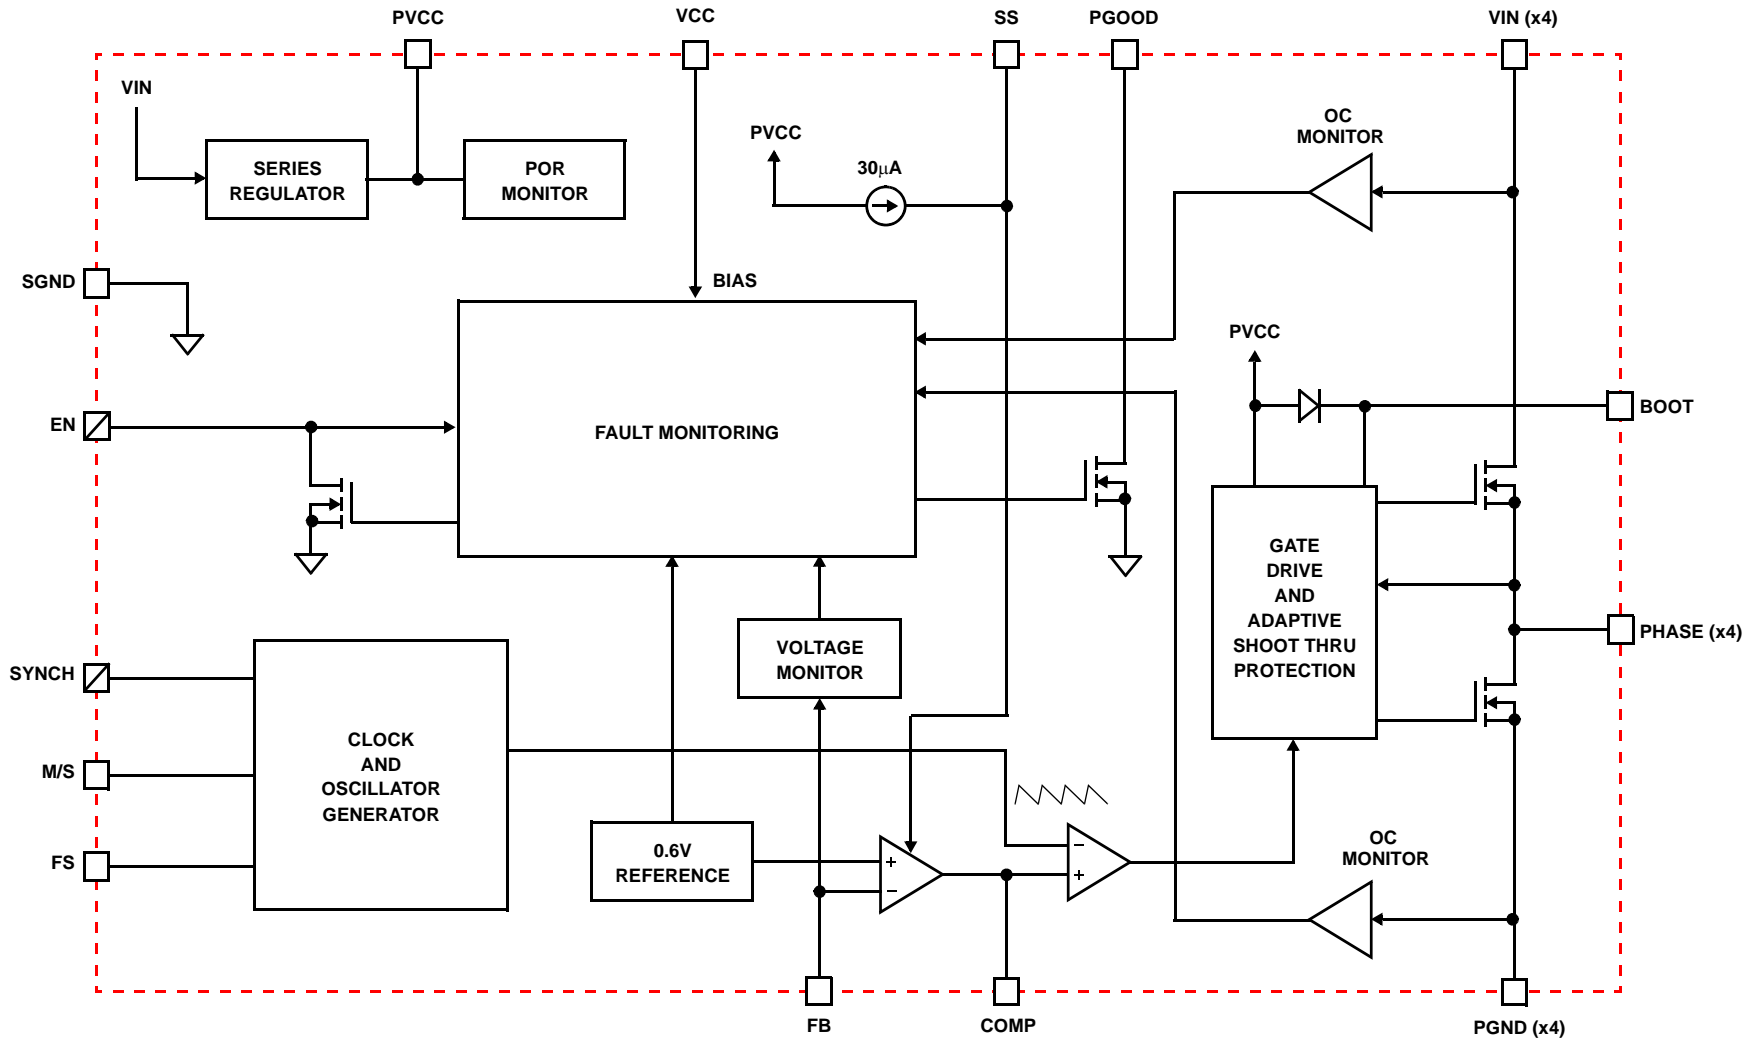 PVCC
VCC
SS
PGOOD
VIN (x4)
VIN
SERIES
REGULATOR
POR
MONITOR
PVCC
30μA
OC
MONITOR
SGND
BIAS
PVCC
EN
FAULT MONITORING
BOOT
GATE
DRIVE
AND
ADAPTIVE
SHOOT THRU
PROTECTION
PHASE (x4)
VOLTAGE
MONITOR
SYNCH
M/S
FS
CLOCK
AND
OSCILLATOR
GENERATOR
0.6V
REFERENCE
+
−
−
+
OC
MONITOR
FB
COMP
PGND (x4)